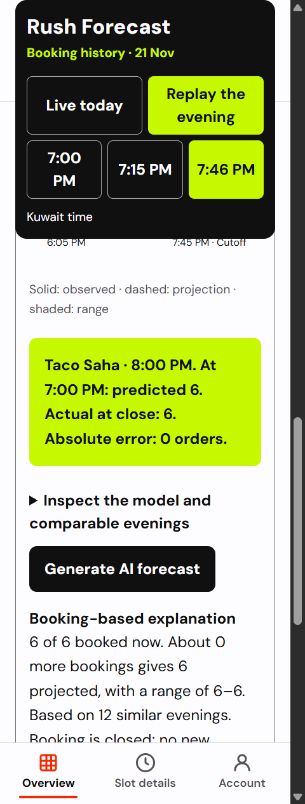 Rush Forecast
Booking history · 21 Nov
Live today
Replay the
evening
7:00
PM
7:15 PM
7:46 PM
Kuwait time
6:05 PM
7:45 PM · Cutoff
Solid: observed · dashed: projection ·
shaded: range
Taco Saha · 8:00 PM. At
7:00 PM: predicted 6.
Actual at close: 6.
Absolute error: 0 orders.
Inspect the model and
comparable evenings
Generate AI forecast
Booking-based explanation
6 of 6 booked now. About 0
more bookings gives 6
projected, with a range of 6–6.
Based on 12 similar evenings.
Booking is closed; no new
Overview
Slot details
Account